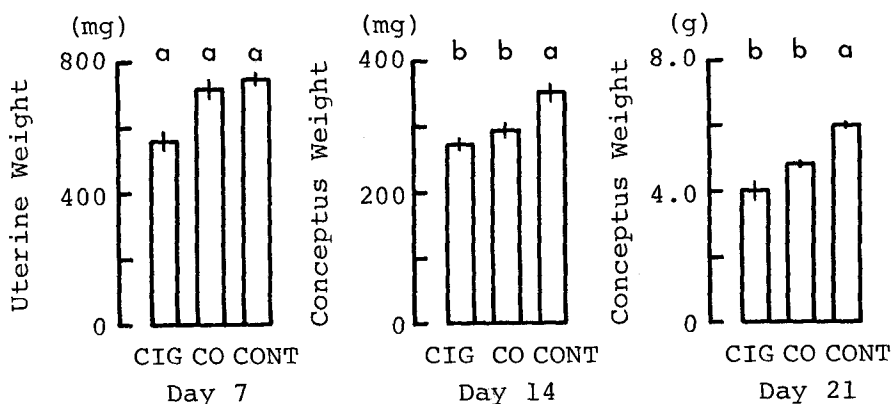 (mg)
a a a
800
400
0
Uterine Weight
CIG CO CONT
Day 7
(mg)
b b a
400
200
0
Conceptus Weight
CIG CO CONT
Day 14
(g)
b b a
8.0
4.0
0
Conceptus Weight
CIG CO CONT
Day 21